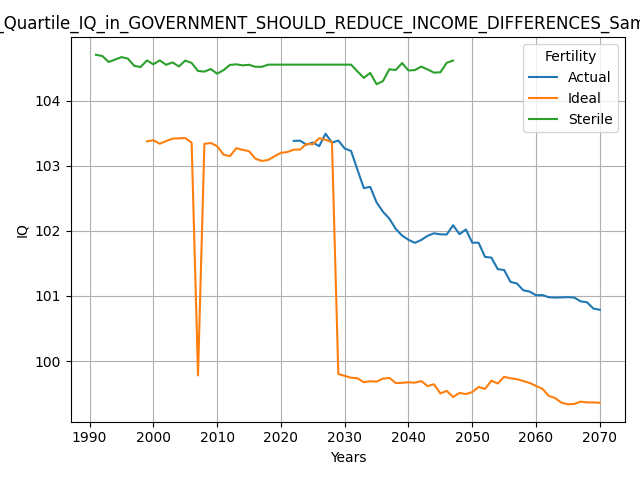 _Quartile_IQ_in_GOVERNMENT_SHOULD_REDUCE_INCOME_DIFFERENCES_Sam
Fertility
Actual
Ideal
Sterile
IQ
104
103
102
101
100
1990 2000 2010 2020 2030 2040 2050 2060 2070
Years